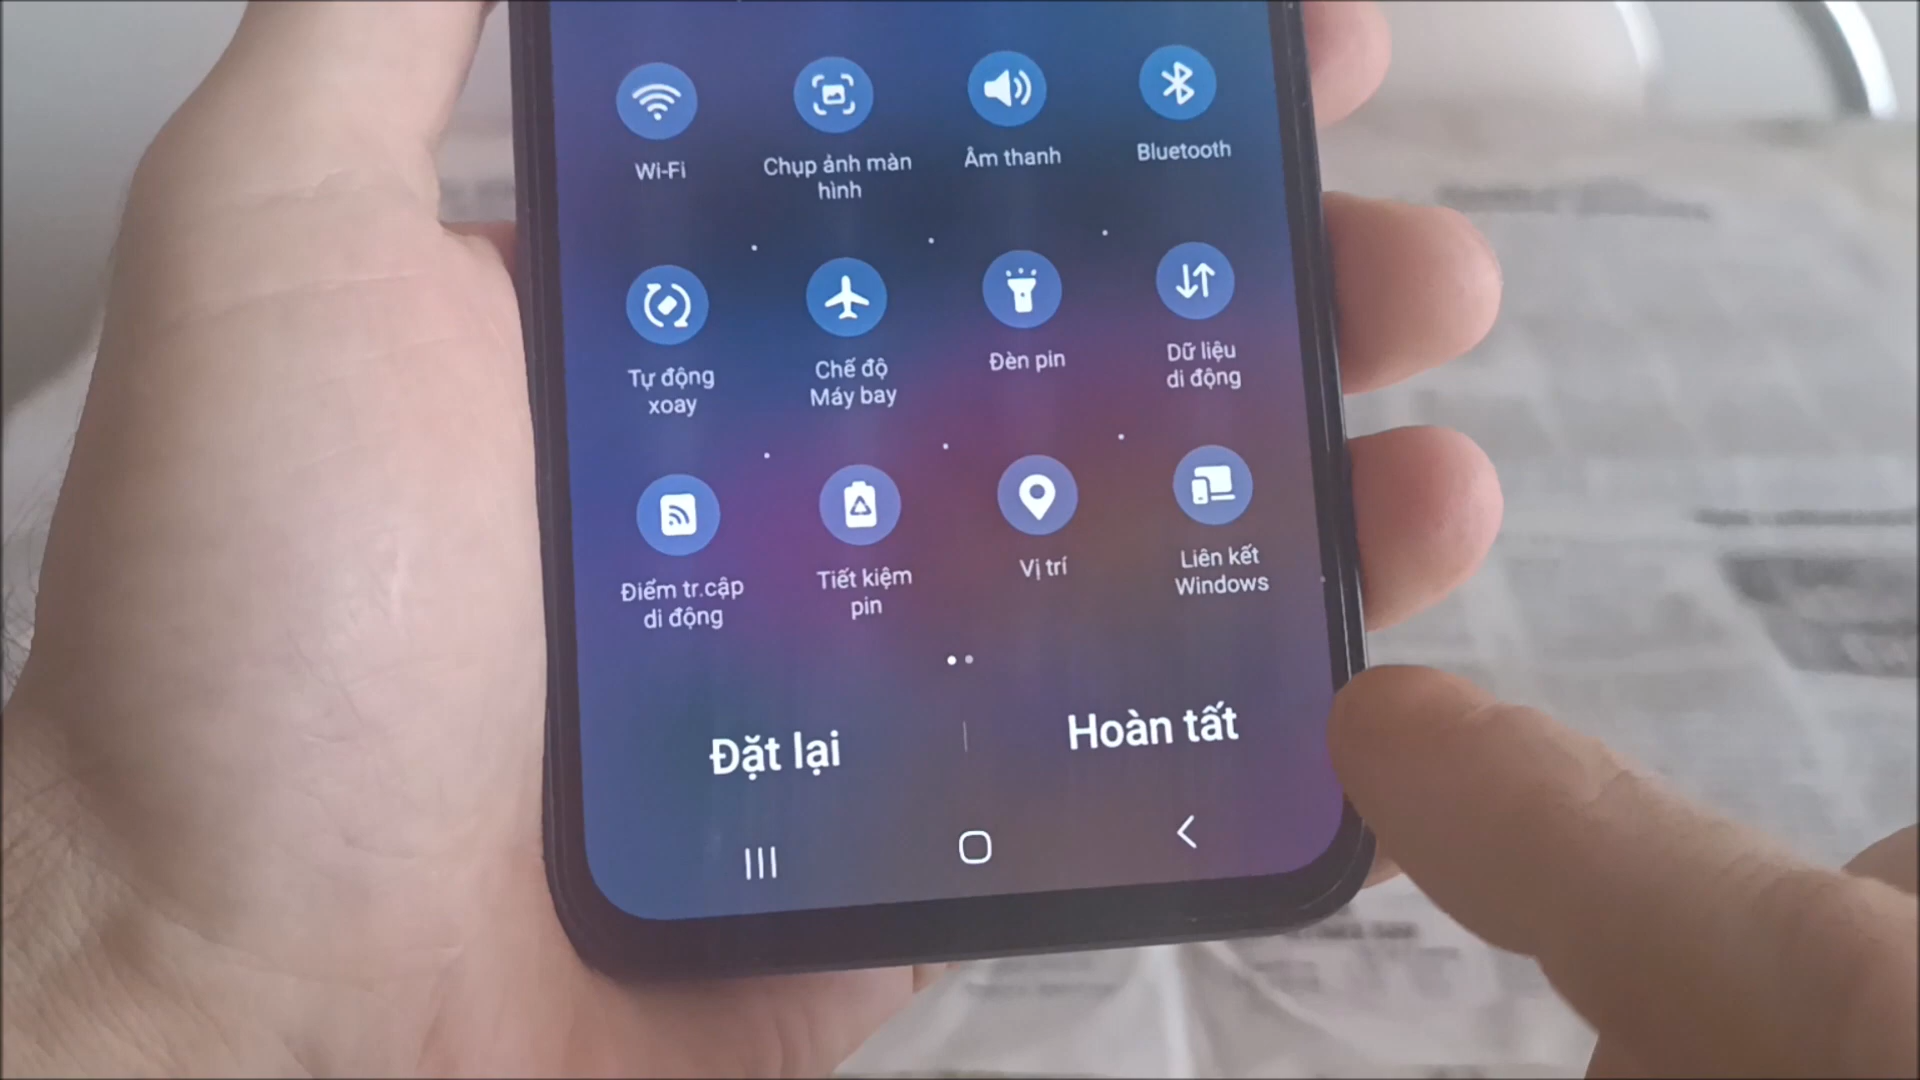 Wi-Fi
Chụp ảnh màn
hình
Âm thanh
Bluetooth
Tự động
xoay
Chế độ
Máy bay
Đèn pin
Dữ liệu
di động
Điểm tr.cập
di động
Tiết kiệm
pin
Vị trí
Liên kết
Windows
Đặt lại
Hoàn tất